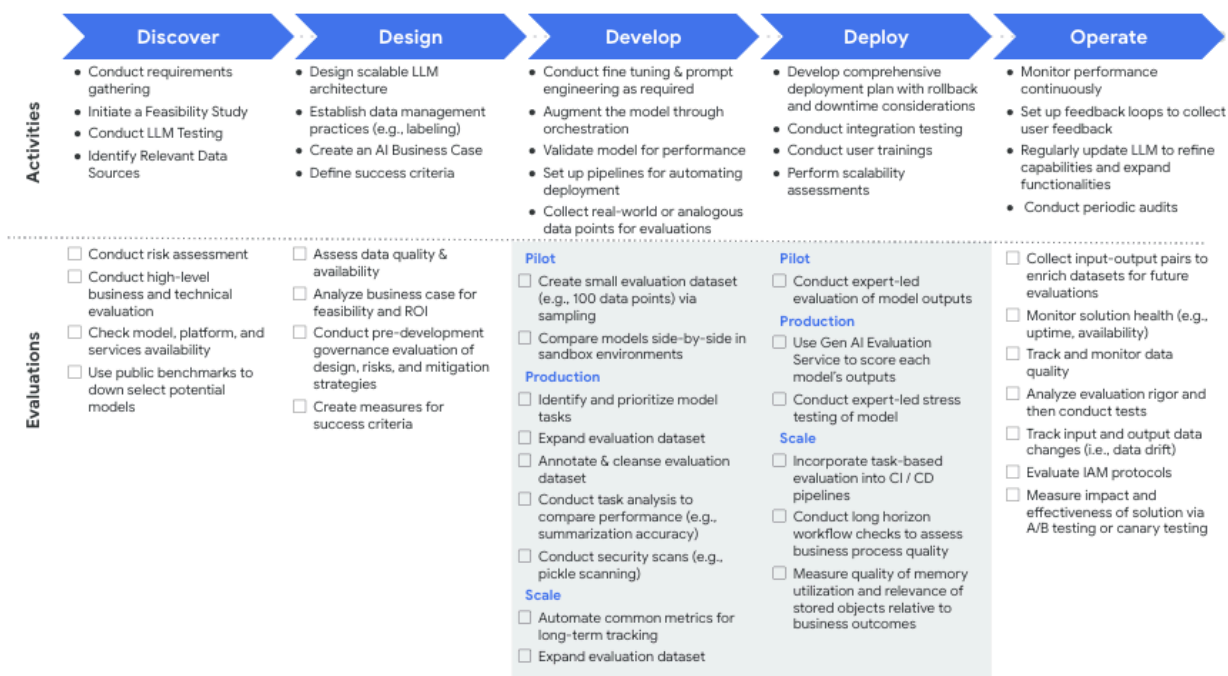 Discover
Design
Develop
Deploy
Operate
Activities
• Conduct requirements
gathering
• Initiate a Feasibility Study
• Conduct LLM Testing
• Identify Relevant Data
Sources
• Design scalable LLM
architecture
• Establish data management
practices (e.g., labeling)
• Create an AI Business Case
• Define success criteria
• Conduct fine tuning & prompt
engineering as required
• Augment the model through
orchestration
• Validate model for performance
• Set up pipelines for automating
deployment
• Collect real-world or analogous
data points for evaluations
• Develop comprehensive
deployment plan with rollback
and downtime considerations
• Conduct integration testing
• Conduct user trainings
• Perform scalability
assessments
• Monitor performance
continuously
• Set up feedback loops to collect
user feedback
• Regularly update LLM to refine
capabilities and expand
functionalities
• Conduct periodic audits
Evaluations
Conduct risk assessment
Conduct high-level
business and technical
evaluation
Check model, platform, and
services availability
Use public benchmarks to
down select potential
models
Assess data quality &
availability
Analyze business case for
feasibility and ROI
Conduct pre-development
governance evaluation of
design, risks, and mitigation
strategies
Create measures for
success criteria
Pilot
Create small evaluation dataset
(e.g., 100 data points) via
sampling
Compare models side-by-side in
sandbox environments
Production
Identify and prioritize model
tasks
Expand evaluation dataset
Annotate & cleanse evaluation
dataset
Conduct task analysis to
compare performance (e.g.,
summarization accuracy)
Conduct security scans (e.g.,
pickle scanning)
Scale
Automate common metrics for
long-term tracking
Expand evaluation dataset
Pilot
Conduct expert-led
evaluation of model outputs
Production
Use Gen AI Evaluation
Service to score each
model's outputs
Conduct expert-led stress
testing of model
Scale
Incorporate task-based
evaluation into CI / CD
pipelines
Conduct long horizon
workflow checks to assess
business process quality
Measure quality of memory
utilization and relevance of
stored objects relative to
business outcomes
Collect input-output pairs to
enrich datasets for future
evaluations
Monitor solution health (e.g.,
uptime, availability)
Track and monitor data
quality
Analyze evaluation rigor and
then conduct tests
Track input and output data
changes (i.e., data drift)
Evaluate IAM protocols
Measure impact and
effectiveness of solution via
A/B testing or canary testing